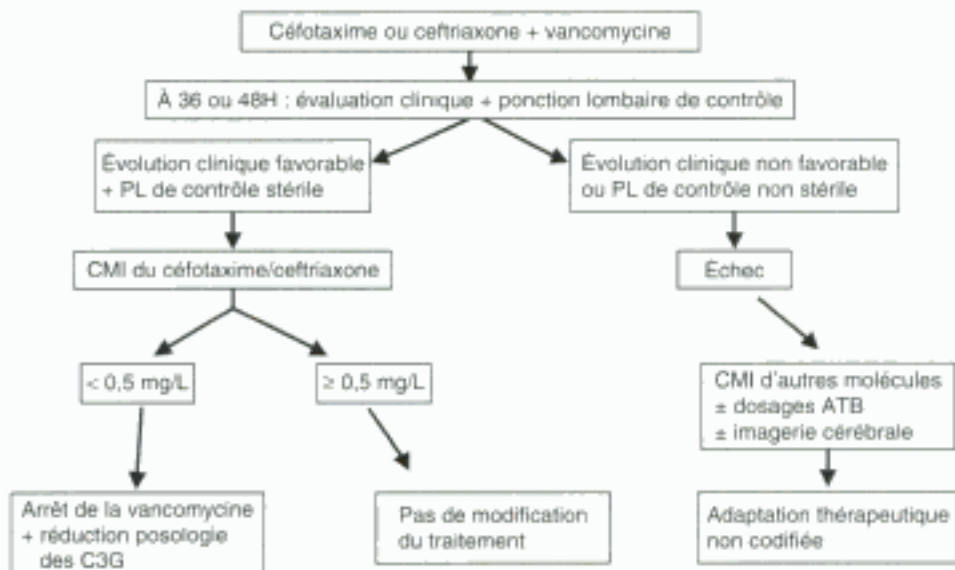 Céfotaxime ou ceftriaxone + vancomycine
À 36 ou 48H : évaluation clinique + ponction lombaire de contrôle
Évolution clinique favorable
+ PL de contrôle stérile
Évolution clinique non favorable
ou PL de contrôle non stérile
CMI du céfotaxime/ceftriaxone
Échec
< 0,5 mg/L
≥ 0,5 mg/L
CMI d'autres molécules
± dosages ATB
± imagerie cérébrale
Arrêt de la vancomycine
+ réduction posologie
des C3G
Pas de modification
du traitement
Adaptation thérapeutique
non codifiée